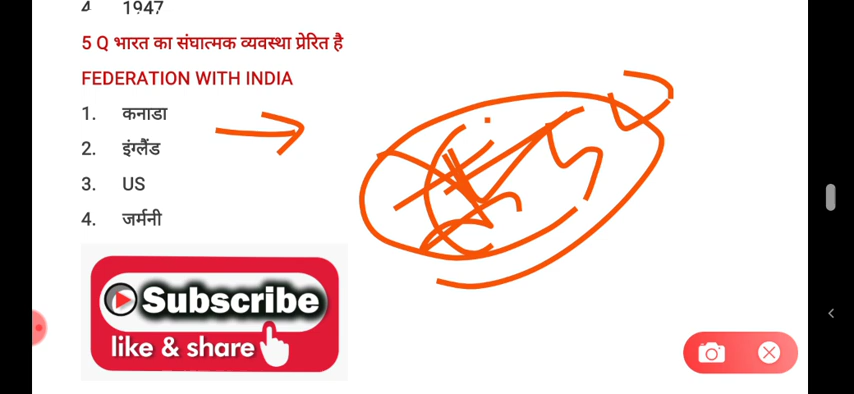 4 1947
5 Q भारत का संघात्मक व्यवस्था प्रेरित है
FEDERATION WITH INDIA
1. कनाडा
2. इंग्लैंड
3. US
4. जर्मनी
Subscribe
like & share